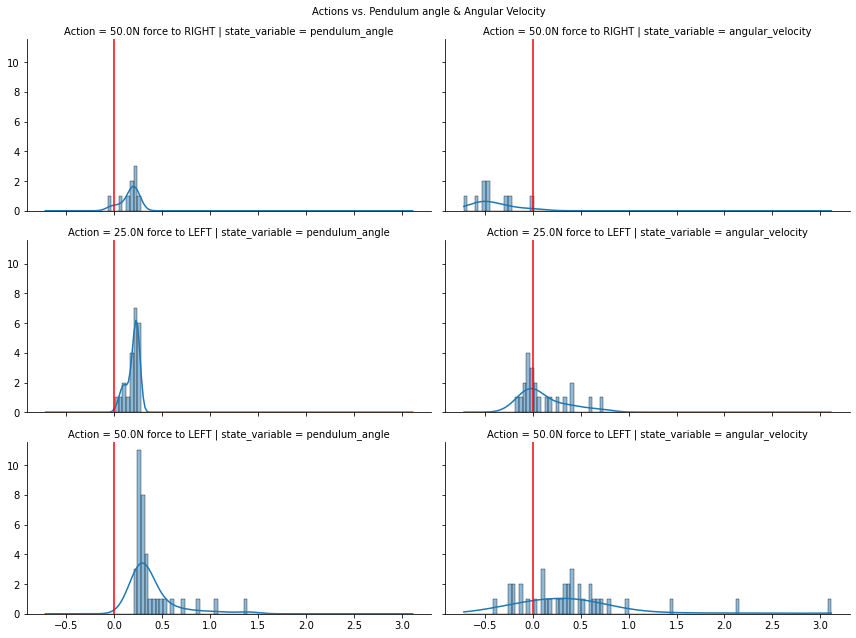 Actions vs. Pendulum angle & Angular Velocity
Action = 50.0N force to RIGHT | state_variable = pendulum_angle
Action = 50.0N force to RIGHT | state_variable = angular_velocity
10
8
6
4
2
0
Action = 25.0N force to LEFT | state_variable = pendulum_angle
Action = 25.0N force to LEFT | state_variable = angular_velocity
10
8
6
4
2
0
Action = 50.0N force to LEFT | state_variable = pendulum_angle
Action = 50.0N force to LEFT | state_variable = angular_velocity
10
8
6
4
2
0
−0.5 0.0 0.5 1.0 1.5 2.0 2.5 3.0
−0.5 0.0 0.5 1.0 1.5 2.0 2.5 3.0